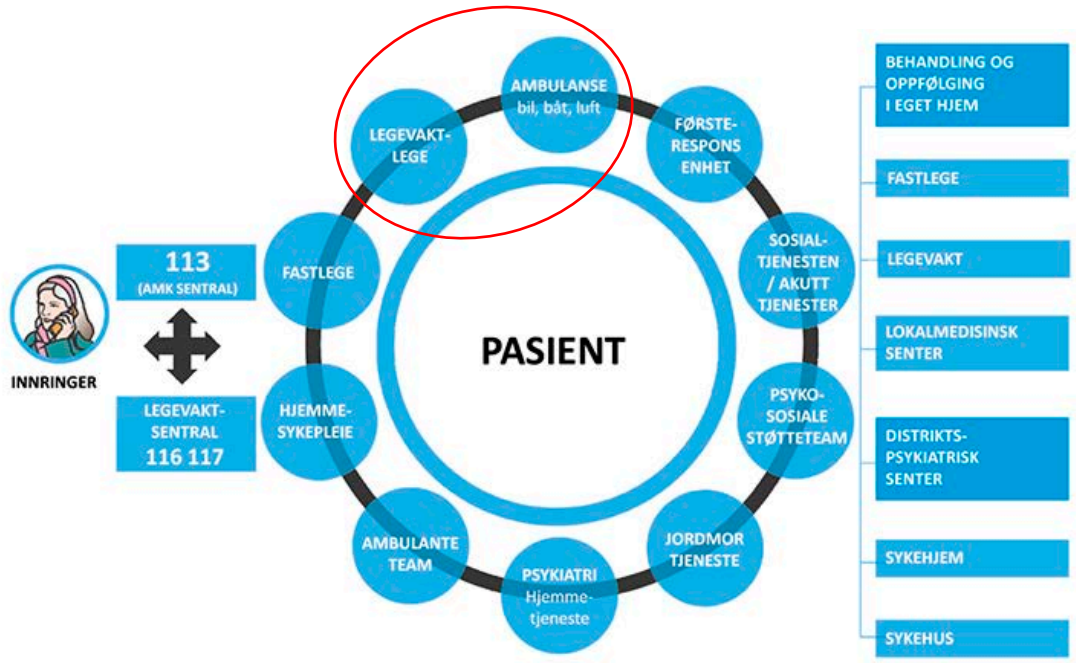 INNRINGER
113
(AMK SENTRAL)
LEGEVAKT-
SENTRAL
116 117
AMBULANSE
bil, båt, luft
FØRSTE-
RESPONS
ENHET
SOSIAL-
TJENESTEN
/ AKUTT
TJENESTER
PSYKO-
SOSIALE
STØTTETEAM
JORDMOR
TJENESTE
PSYKIATRI
Hjemme-
tjeneste
AMBULANTE
TEAM
HJEMME-
SYKEPLEIE
FASTLEGE
LEGEVAKT-
LEGE
PASIENT
BEHANDLING OG
OPPFØLGING
I EGET HJEM
FASTLEGE
LEGEVAKT
LOKALMEDISINSK
SENTER
DISTRIKTS-
PSYKIATRISK
SENTER
SYKEHJEM
SYKEHUS